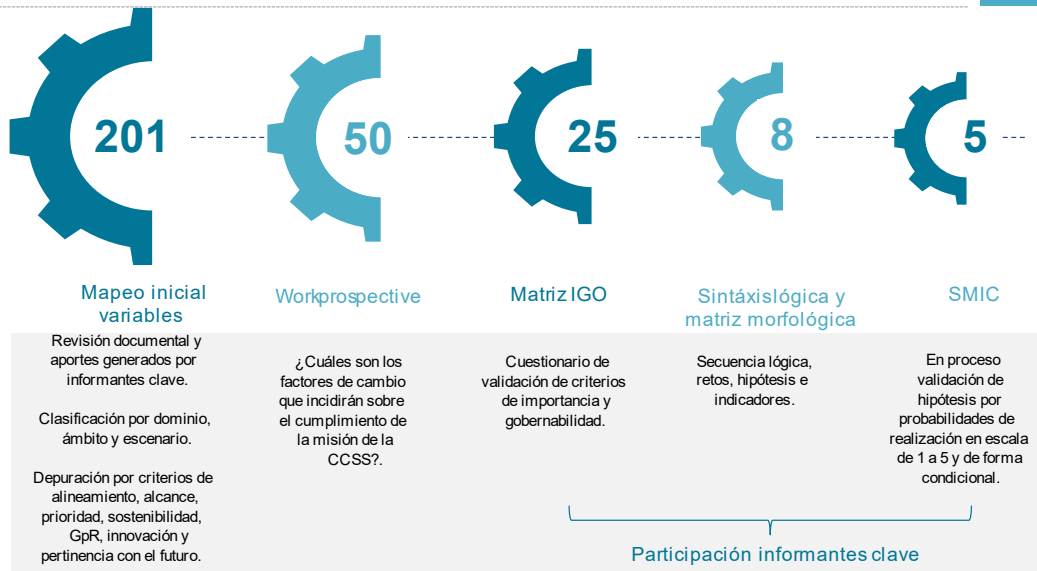 201
50
25
8
5
Mapeo inicial
variables
Workprospective
Matriz IGO
Sintáxislógica y
matriz morfológica
SMIC
Revisión documental y
aportes generados por
informantes clave.
Clasificación por dominio,
ámbito y escenario.
Depuración por criterios de
alineamiento, alcance,
prioridad, sostenibilidad,
GpR, innovación y
pertinencia con el futuro.
¿Cuáles son los
factores de cambio
que incidirán sobre
el cumplimiento de
la misión de la
CCSS?.
Cuestionario de
validación de criterios
de importancia y
gobernabilidad.
Secuencia lógica,
retos, hipótesis e
indicadores.
En proceso
validación de
hipótesis por
probabilidades de
realización en escala
de 1 a 5 y de forma
condicional.
Participación informantes clave